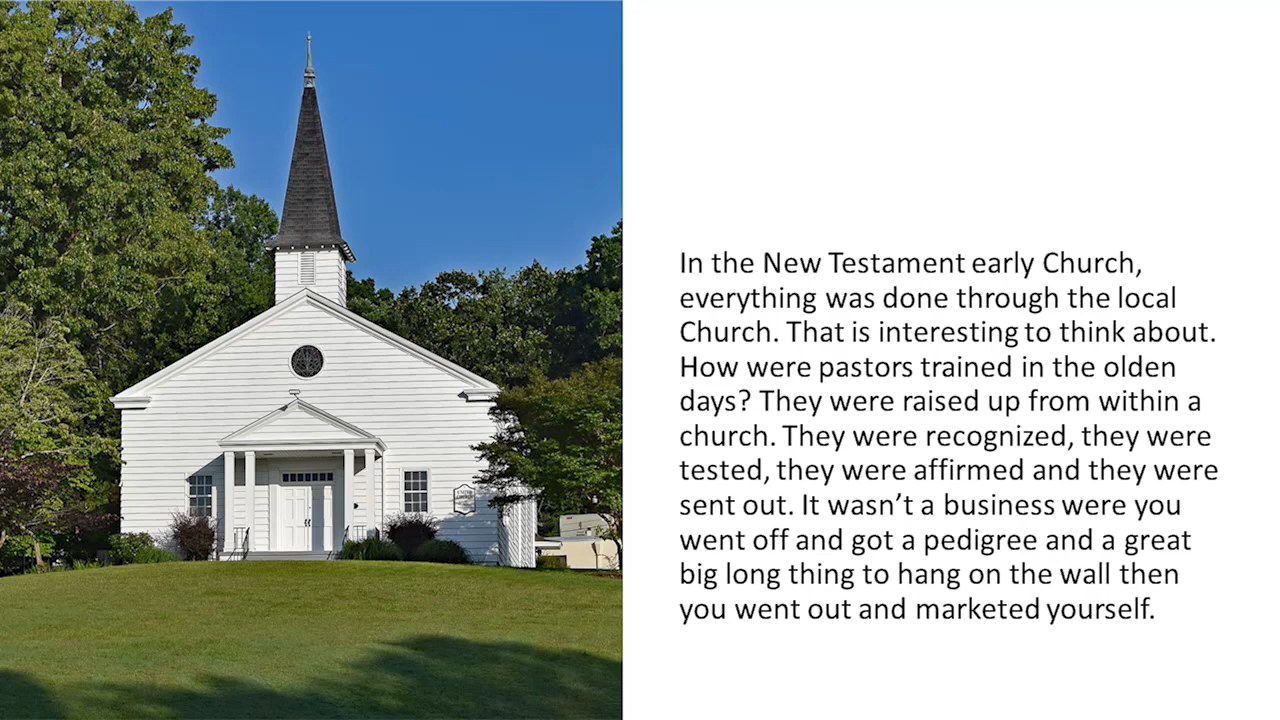 In the New Testament early Church,
everything was done through the local
Church. That is interesting to think about.
How were pastors trained in the olden
days? They were raised up from within a
church. They were recognized, they were
tested, they were affirmed and they were
sent out. It wasn’t a business were you
went off and got a pedigree and a great
big long thing to hang on the wall then
you went out and marketed yourself.